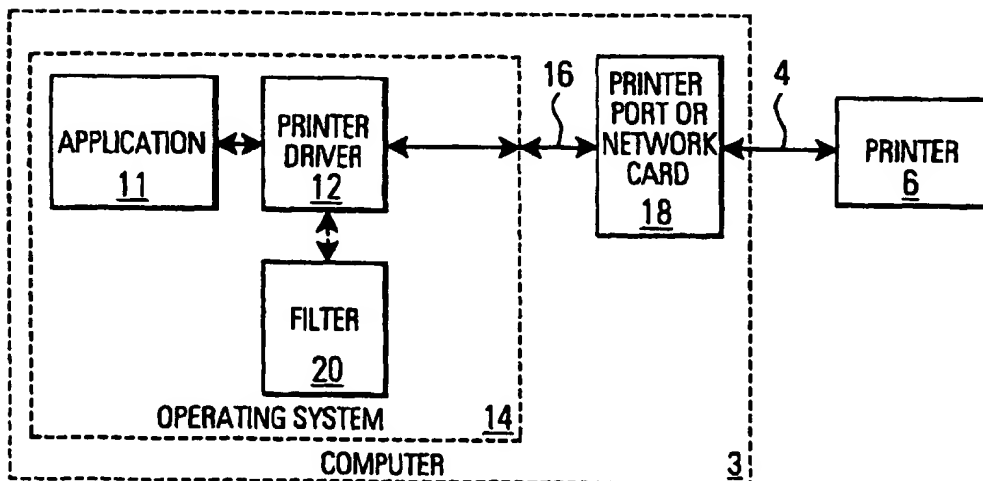 APPLICATION
11
PRINTER
DRIVER
12
16
PRINTER
PORT OR
NETWORK
CARD
18
4
PRINTER
6
FILTER
20
OPERATING SYSTEM
14
COMPUTER
3